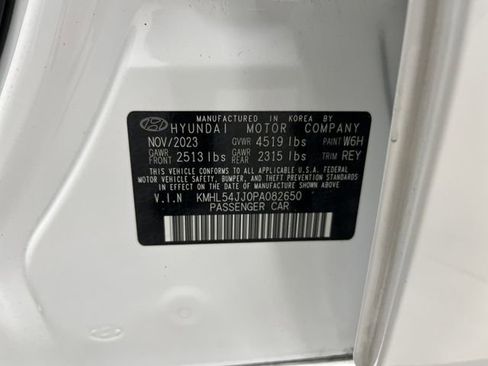 MANUFACTURED IN KOREA BY
HYUNDAI MOTOR COMPANY
NOV/2023 GVWR 4519 lbs PAINT W6H
GAWR FRONT 2513 lbs GAWR REAR 2315 lbs TRIM REY
THIS VEHICLE CONFORMS TO ALL APPLICABLE U.S. FEDERAL
MOTOR VEHICLE SAFETY, BUMPER, AND THEFT PREVENTION STANDARDS
IN EFFECT ON THE DATE OF MANUFACTURE SHOWN ABOVE.
V.I.N KMHL54JJ0PA082650
PASSENGER CAR